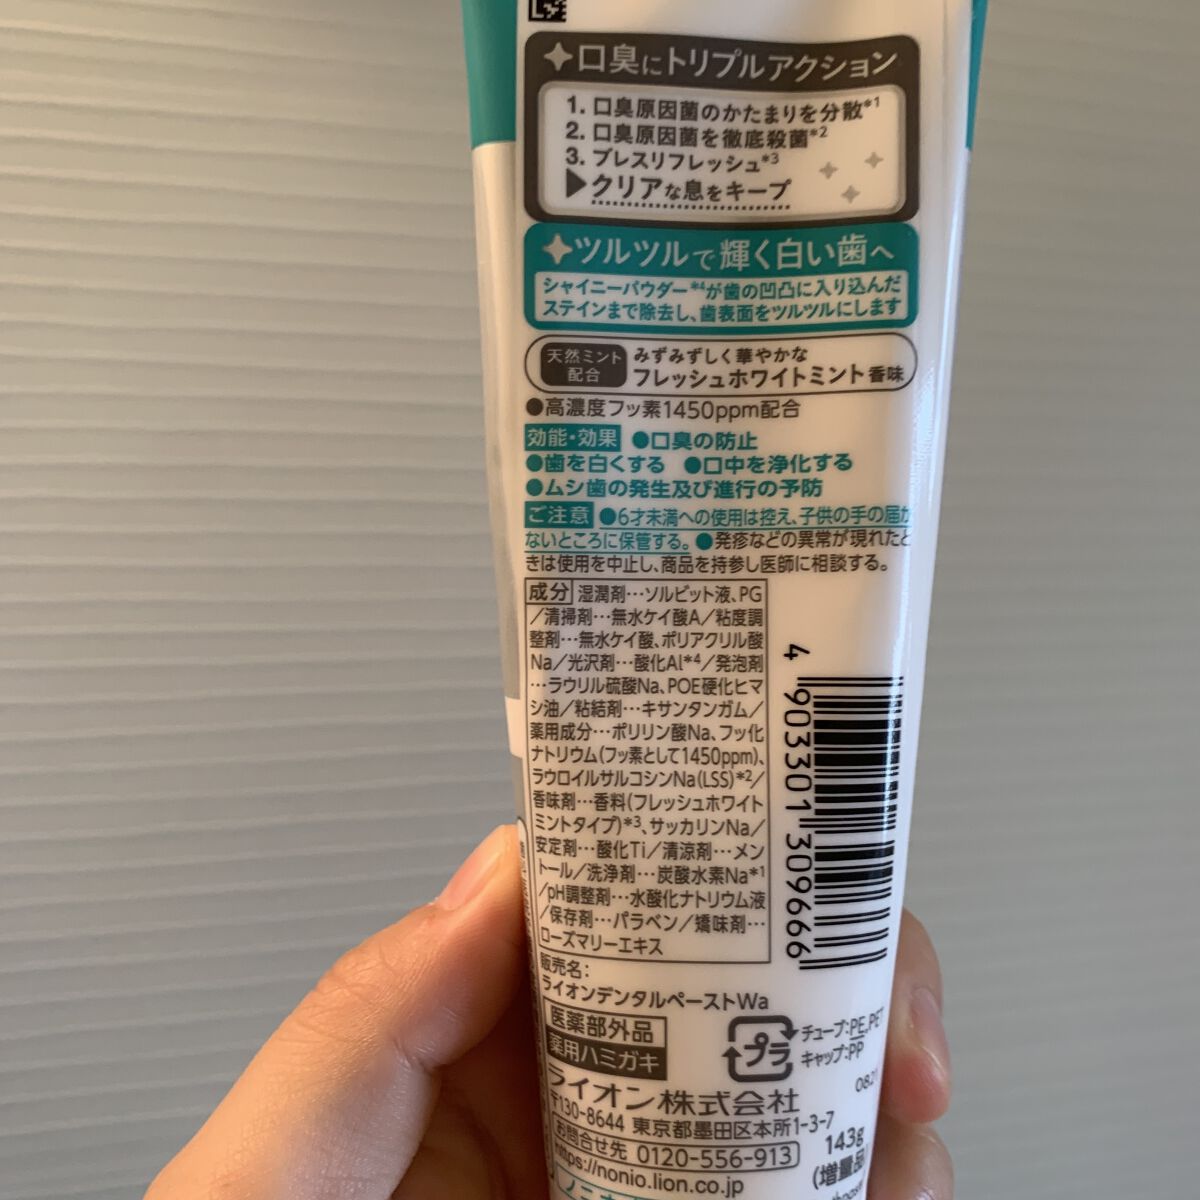 ✦口臭にトリプルアクション
1. 口臭原因菌のかたまりを分散*1
2. 口臭原因菌を徹底殺菌*2
3. ブレスリフレッシュ*3
▶クリアな息をキープ
✦ツルツルで輝く白い歯へ
シャイニーパウダー*4が歯の凹凸に入り込んだ
ステインまで除去し、歯表面をツルツルにします
天然ミント
配合
みずみずしく華やかな
フレッシュホワイトミント香味
●高濃度フッ素1450ppm配合
効能・効果 ●口臭の防止
●歯を白くする ●口中を浄化する
●ムシ歯の発生及び進行の予防
ご注意 ●6才未満への使用は控え、子供の手の届か
ないところに保管する。●発疹などの異常が現れたと
きは使用を中止し、商品を持参し医師に相談する。
成分 湿潤剤…ソルビット液、PG
/清掃剤…無水ケイ酸A/粘度調
整剤…無水ケイ酸、ポリアクリル酸
Na/光沢剤…酸化Al*4/発泡剤
…ラウリル硫酸Na、POE硬化ヒマ
シ油/粘結剤…キサンタンガム/
薬用成分…ポリリン酸Na、フッ化
ナトリウム(フッ素として1450ppm)、
ラウロイルサルコシンNa(LSS)*2/
香味剤…香料(フレッシュホワイト
ミントタイプ)*3、サッカリンNa/
安定剤…酸化Ti/清涼剤…メン
トール/洗浄剤…炭酸水素Na*1
/pH調整剤…水酸化ナトリウム液
/保存剤…パラベン/矯味剤…
ローズマリーエキス
4 903301 309666
販売名:
ライオンデンタルペーストWa
医薬部外品
薬用ハミガキ
プラ
チューブ:PE,PET
キャップ:PP
0821
ライオン株式会社
〒130-8644 東京都墨田区本所1-3-7
お問合せ先 0120-556-913
https://nonio.lion.co.jp
143g
(増量品)